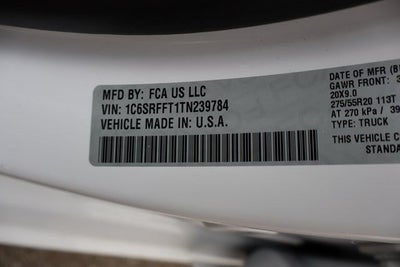 MFD BY: FCA US LLC
VIN: 1C6SRFFT1TN239784
VEHICLE MADE IN: U.S.A.
DATE OF MFR
GAWR FRONT:
20X9.0
275/55R20 113T
AT 270 kPa / 39
TYPE: TRUCK
THIS VEHICLE
STANDA